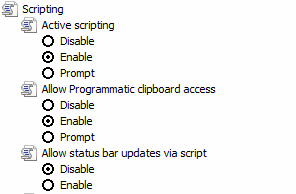 Scripting
Active scripting
Disable
Enable
Prompt
Allow Programmatic clipboard access
Disable
Enable
Prompt
Allow status bar updates via script
Disable
Enable